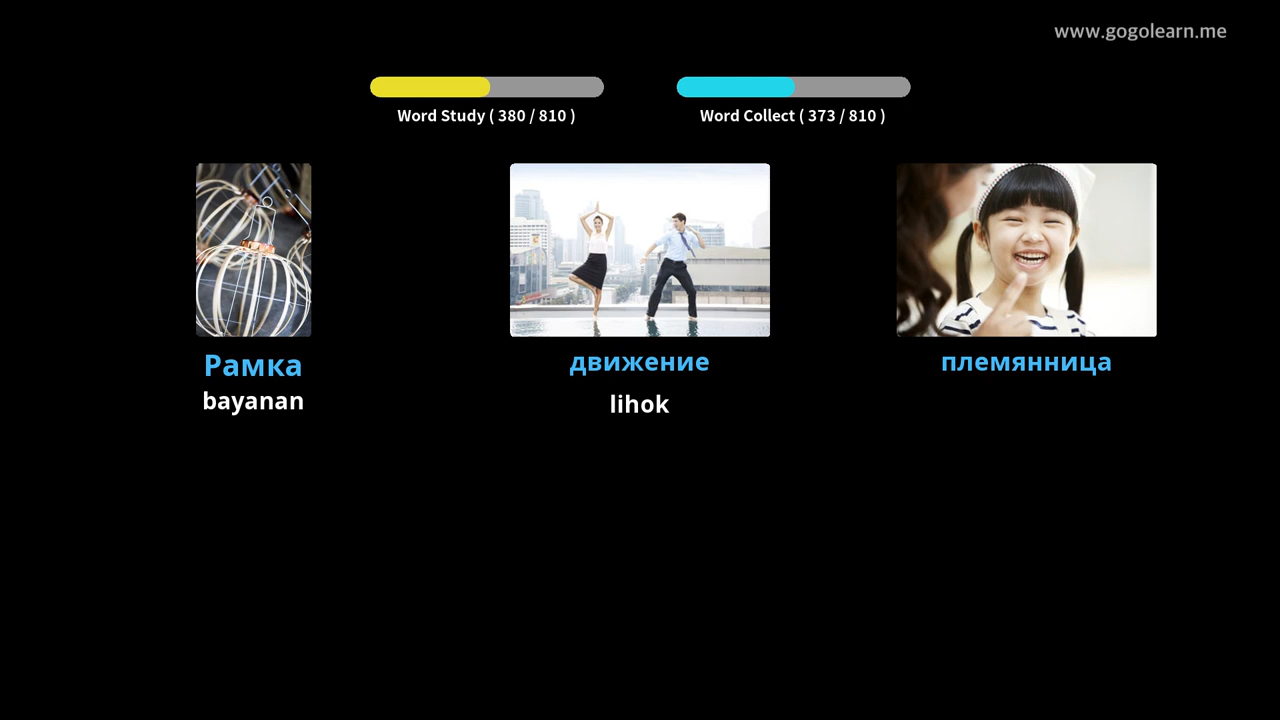 www.gogolearn.me
Word Study ( 380 / 810 )
Word Collect ( 373 / 810 )
Рамка
bayanan
движение
lihok
племянница